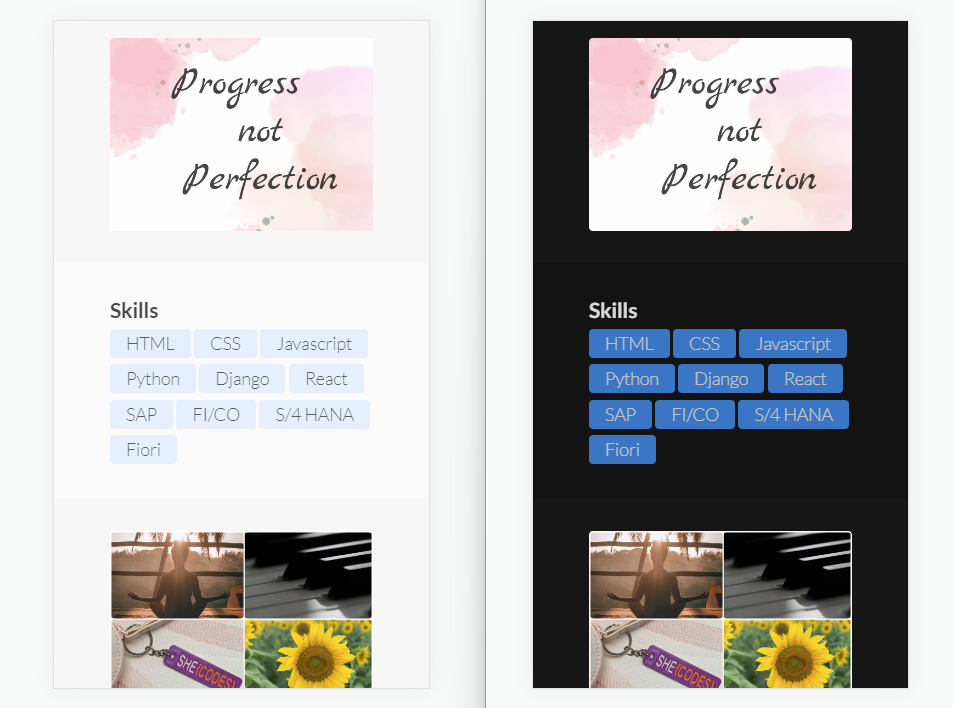 Progress
not
Perfection
Skills
HTML CSS Javascript
Python Django React
SAP FI/CO S/4 HANA
Fiori
SHE{CODES}
Progress
not
Perfection
Skills
HTML CSS Javascript
Python Django React
SAP FI/CO S/4 HANA
Fiori
SHE{CODES}